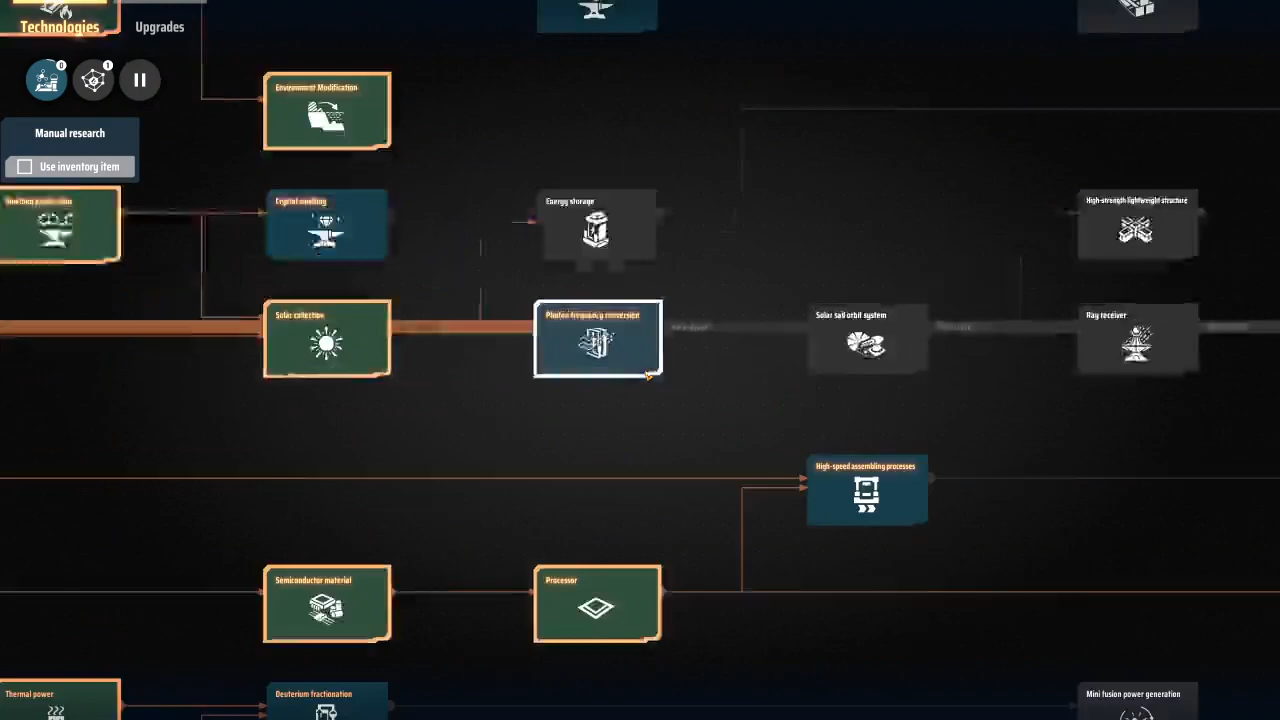 Technologies
Upgrades
0
1
Environment Modification
Manual research
Use inventory item
Crystal smelting
Energy storage
High-strength lightweight structure
Solar collection
Photon frequency conversion
Solar sail orbit system
Ray receiver
High-speed assembling processes
Semiconductor material
Processor
Thermal power
Deuterium fractionation
Mini fusion power generation